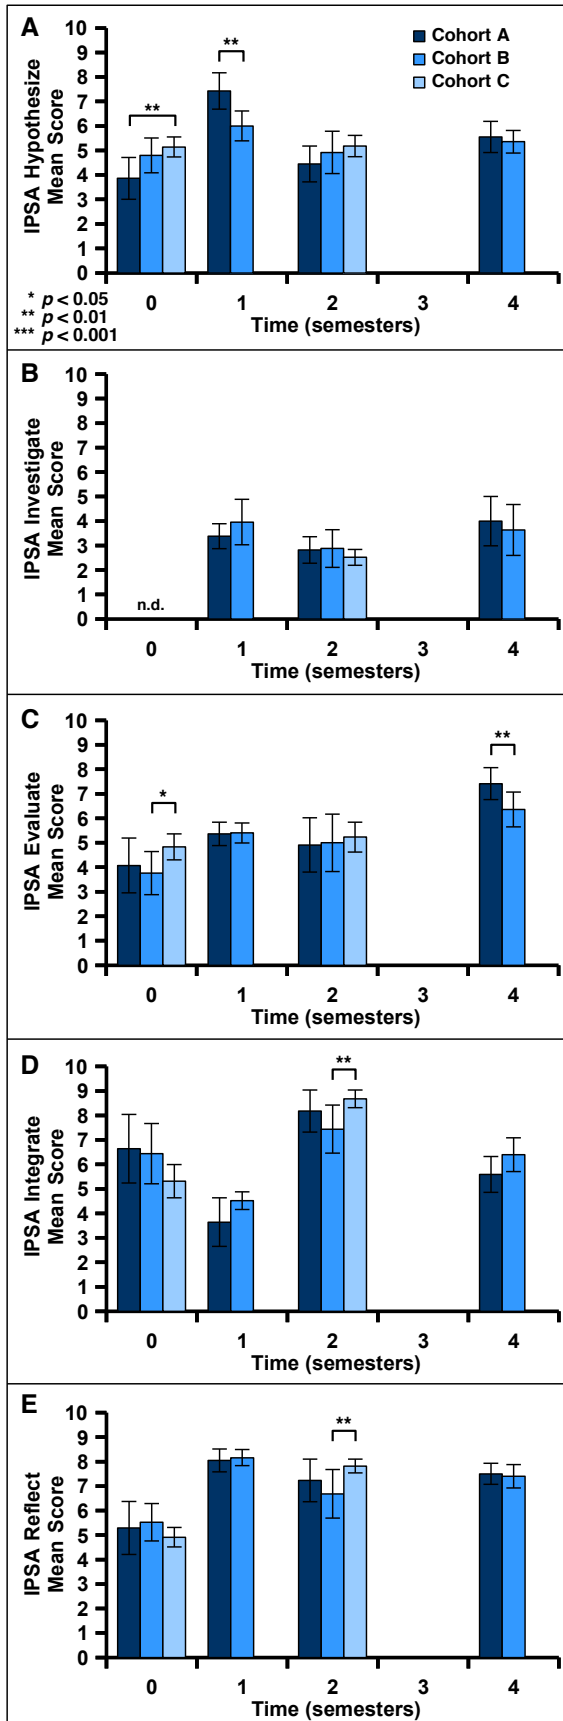 A
IPSA Hypothesize
Mean Score
10
9
8
7
6
5
4
3
2
1
0
**
**
Cohort A
Cohort B
Cohort C
0 1 2 3 4
Time (semesters)
* p < 0.05
** p < 0.01
*** p < 0.001
B
IPSA Investigate
Mean Score
10
9
8
7
6
5
4
3
2
1
0
n.d.
0 1 2 3 4
Time (semesters)
C
IPSA Evaluate
Mean Score
10
9
8
7
6
5
4
3
2
1
0
*
**
0 1 2 3 4
Time (semesters)
D
IPSA Integrate
Mean Score
10
9
8
7
6
5
4
3
2
1
0
**
0 1 2 3 4
Time (semesters)
E
IPSA Reflect
Mean Score
10
9
8
7
6
5
4
3
2
1
0
**
0 1 2 3 4
Time (semesters)